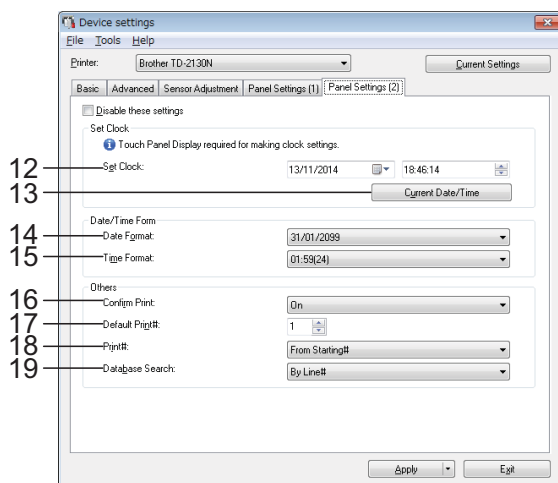 Device settings
File Tools Help
Printer: Brother TD-2130N Current Settings
Basic Advanced Sensor Adjustment Panel Settings (1) Panel Settings (2)
Disable these settings
Set Clock
Touch Panel Display required for making clock settings.
12 Set Clock: 13/11/2014 18:46:14
13 Current Date/Time
Date/Time Form
14 Date Format: 31/01/2099
15 Time Format: 01:59(24)
Others
16 Confirm Print: On
17 Default Print#: 1
18 Print#: From Starting#
19 Database Search: By Line#
Apply Exit